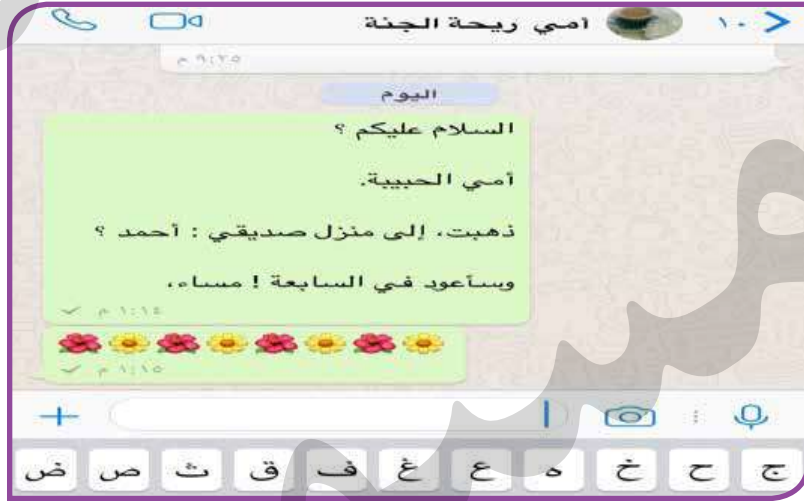 ١٠ أمي ريحة الجنة
٩:٢٥ م
اليوم
السلام عليكم ؟
أمي الحبيبة.
ذهبت، إلى منزل صديقي : أحمد ؟
وسأعود في السابعة ! مساء،
١:١٤ م
١:١٥ م
ج ح خ ه ع غ ف ق ث ص ض